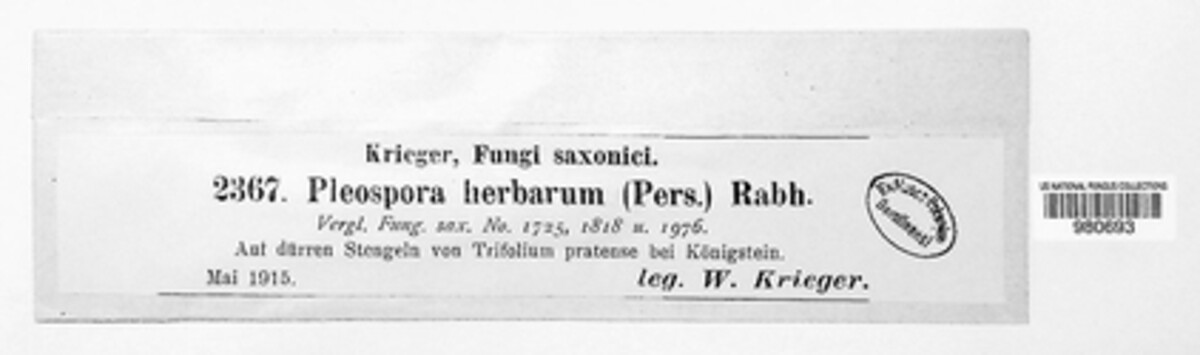 Krieger, Fungi saxonici.
2367. Pleospora herbarum (Pers.) Rabh.
Vergl. Fung. sax. No. 1725, 1818 u. 1976.
Auf dürren Stengeln von Trifolium pratense bei Königstein.
Mai 1915.
leg. W. Krieger.
US NATIONAL FUNGUS COLLECTIONS
980693